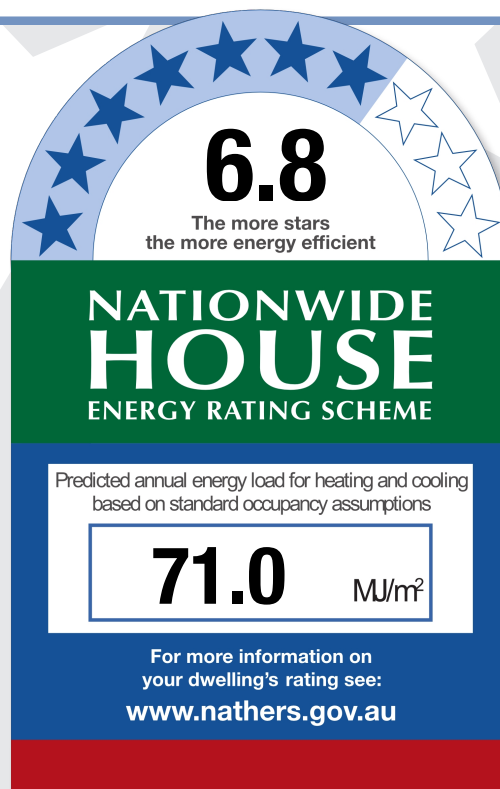 6.8
The more stars
the more energy efficient
NATIONWIDE
HOUSE
ENERGY RATING SCHEME
Predicted annual energy load for heating and cooling
based on standard occupancy assumptions
71.0 MJ/m²
For more information on
your dwelling's rating see:
www.nathers.gov.au